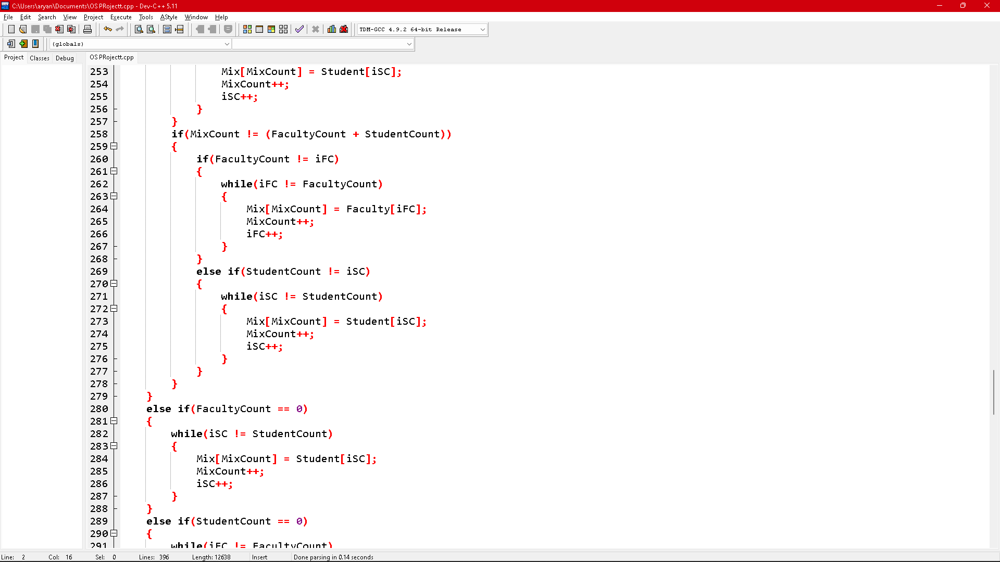 C:\Users\aryan\Documents\OS PRojectt.cpp - Dev-C++ 5.11
File Edit Search View Project Execute Tools AStyle Window Help
TDM-GCC 4.9.2 64-bit Release
(globals)
Project Classes Debug
OS PRojectt.cpp
253 Mix[MixCount] = Student[iSC];
254 MixCount++;
255 iSC++;
256 }
257 }
258 if(MixCount != (FacultyCount + StudentCount))
259 {
260 if(FacultyCount != iFC)
261 {
262 while(iFC != FacultyCount)
263 {
264 Mix[MixCount] = Faculty[iFC];
265 MixCount++;
266 iFC++;
267 }
268 }
269 else if(StudentCount != iSC)
270 {
271 while(iSC != StudentCount)
272 {
273 Mix[MixCount] = Student[iSC];
274 MixCount++;
275 iSC++;
276 }
277 }
278 }
279 }
280 else if(FacultyCount == 0)
281 {
282 while(iSC != StudentCount)
283 {
284 Mix[MixCount] = Student[iSC];
285 MixCount++;
286 iSC++;
287 }
288 }
289 else if(StudentCount == 0)
290 {
291 while(iFC != FacultyCount)
Line: 2 Col: 16 Sel: 0 Lines: 396 Length: 12638 Insert Done parsing in 0.14 seconds